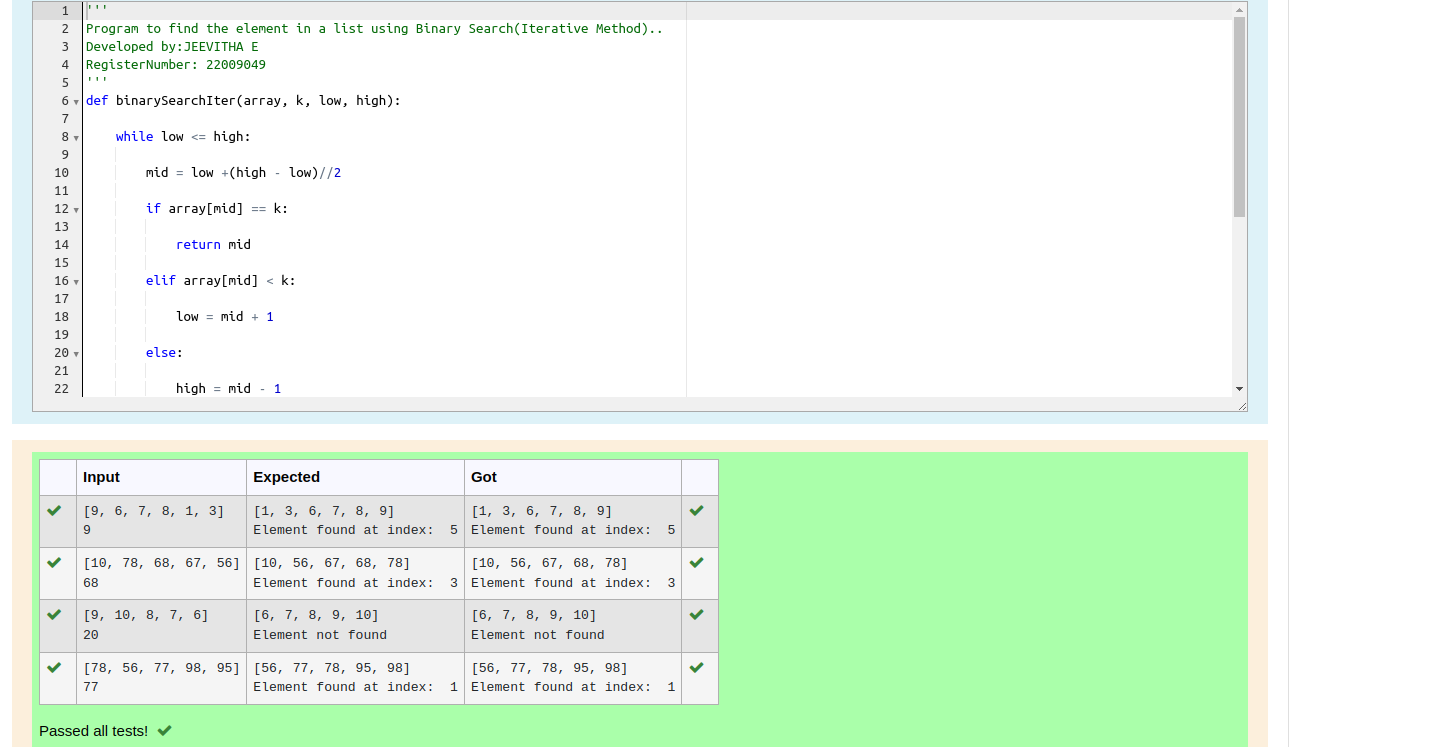 1 '''
2 Program to find the element in a list using Binary Search(Iterative Method)..
3 Developed by:JEEVITHA E
4 RegisterNumber: 22009049
5 '''
6 def binarySearchIter(array, k, low, high):
7
8 while low <= high:
9
10 mid = low +(high - low)//2
11
12 if array[mid] == k:
13
14 return mid
15
16 elif array[mid] < k:
17
18 low = mid + 1
19
20 else:
21
22 high = mid - 1
Input Expected Got
[9, 6, 7, 8, 1, 3] [1, 3, 6, 7, 8, 9] [1, 3, 6, 7, 8, 9]
9 Element found at index:  5 Element found at index:  5
[10, 78, 68, 67, 56] [10, 56, 67, 68, 78] [10, 56, 67, 68, 78]
68 Element found at index:  3 Element found at index:  3
[9, 10, 8, 7, 6] [6, 7, 8, 9, 10] [6, 7, 8, 9, 10]
20 Element not found Element not found
[78, 56, 77, 98, 95] [56, 77, 78, 95, 98] [56, 77, 78, 95, 98]
77 Element found at index:  1 Element found at index:  1
Passed all tests!